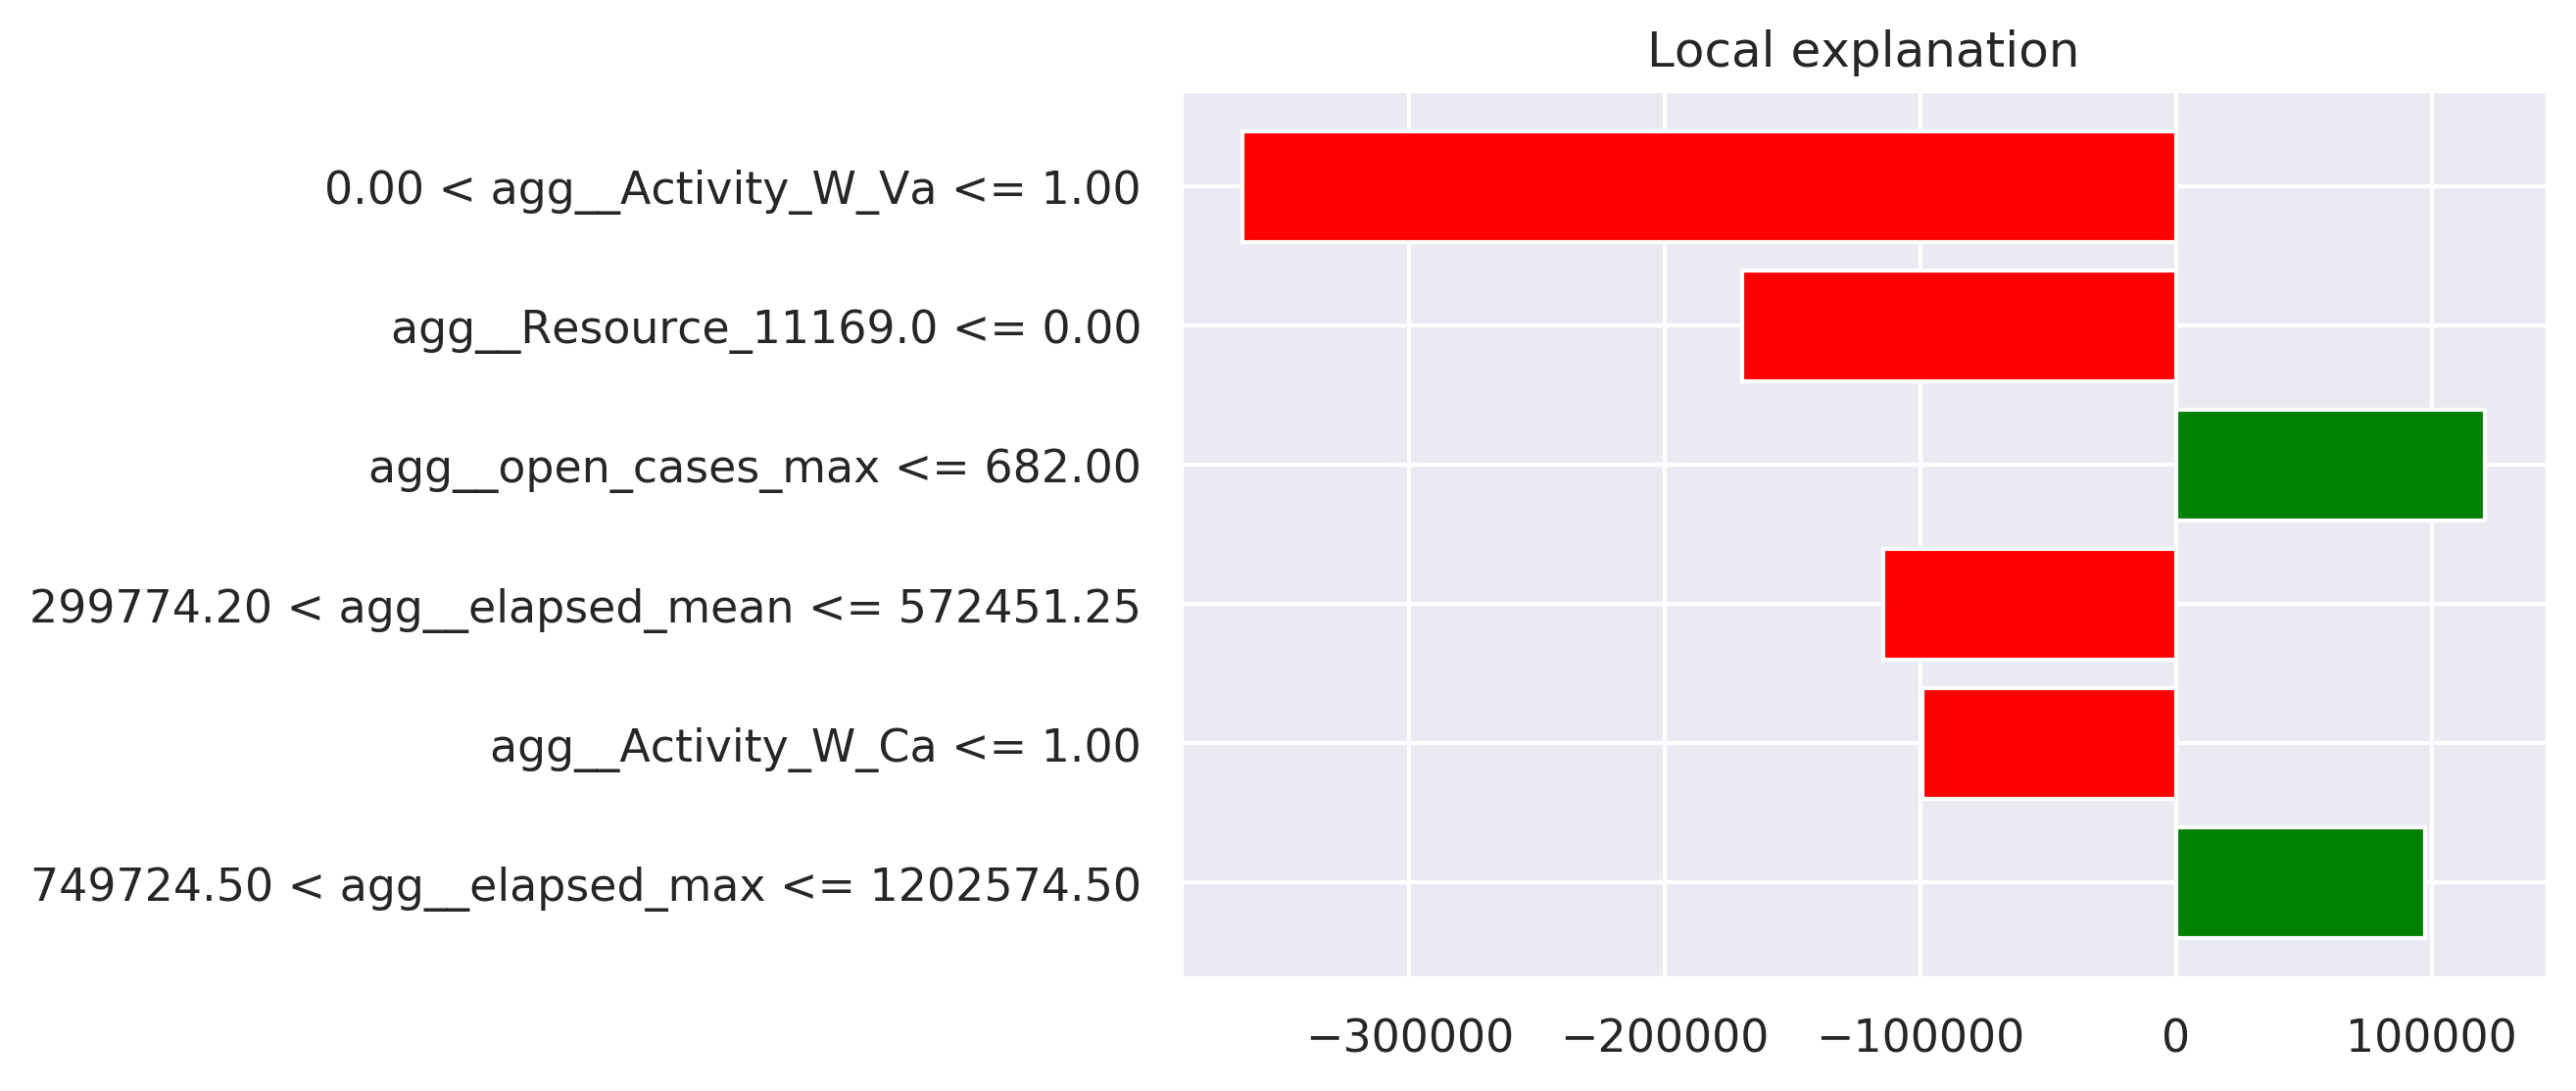 Local explanation
0.00 < agg__Activity_W_Va <= 1.00
agg__Resource_11169.0 <= 0.00
agg__open_cases_max <= 682.00
299774.20 < agg__elapsed_mean <= 572451.25
agg__Activity_W_Ca <= 1.00
749724.50 < agg__elapsed_max <= 1202574.50
−300000 −200000 −100000 0 100000